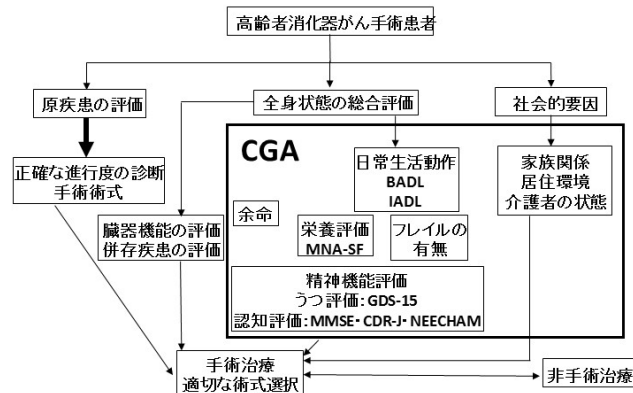 高齢者消化器がん手術患者
原疾患の評価
全身状態の総合評価
社会的要因
正確な進行度の診断
手術術式
臓器機能の評価
併存疾患の評価
CGA
日常生活動作
BADL
IADL
余命
栄養評価
MNA-SF
フレイルの
有無
精神機能評価
うつ評価：GDS-15
認知評価：MMSE・CDR-J・NEECHAM
家族関係
居住環境
介護者の状態
手術治療
適切な術式選択
非手術治療